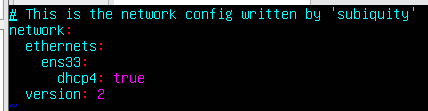 # This is the network config written by 'subiquity'
network:
  ethernets:
    ens33:
      dhcp4: true
  version: 2
~